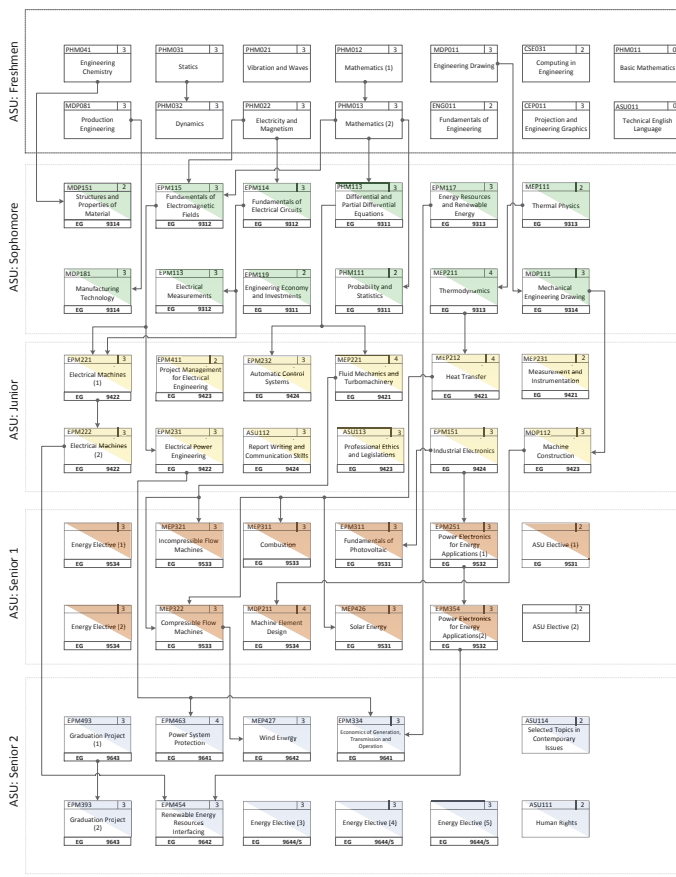 ASU: Freshmen
PHM041 3
Engineering
Chemistry
PHM031 3
Statics
PHM021 3
Vibration and Waves
PHM012 3
Mathematics (1)
MDP011 3
Engineering Drawing
CSE031 2
Computing in
Engineering
PHM011 0
Basic Mathematics
MDP081 3
Production
Engineering
PHM032 3
Dynamics
PHM022 3
Electricity and
Magnetism
PHM013 3
Mathematics (2)
ENG011 2
Fundamentals of
Engineering
CEP011 3
Projection and
Engineering Graphics
ASU011 0
Technical English
Language
ASU: Sophomore
MDP151 2
Structures and
Properties of
Material
EG 9314
EPM115 3
Fundamentals of
Electromagnetic
Fields
EG 9312
EPM114 3
Fundamentals of
Electrical Circuits
EG 9312
PHM113 3
Differential and
Partial Differential
Equations
EG 9311
EPM117 3
Energy Resources
and Renewable
Energy
EG 9313
MEP111 3
Thermal Physics
EG 9313
MDP181 3
Manufacturing
Technology
EG 9314
EPM113 3
Electrical
Measurements
EG 9312
EPM119 2
Engineering Economy
and Investments
EG 9311
PHM111 2
Probability and
Statistics
EG 9311
MEP211 4
Thermodynamics
EG 9313
MDP111 3
Mechanical
Engineering Drawing
EG 9314
ASU: Junior
EPM221 3
Electrical Machines
(1)
EG 9422
EPM411 2
Project Management
for Electrical
Engineering
EG 9423
EPM232 3
Automatic Control
Systems
EG 9424
MEP221 4
Fluid Mechanics and
Turbomachinery
EG 9421
MEP212 4
Heat Transfer
EG 9421
MEP231 2
Measurement and
Instrumentation
EG 9421
EPM222 3
Electrical Machines
(2)
EG 9422
EPM231 3
Electrical Power
Engineering
EG 9422
ASU112 3
Report Writing and
Communication Skills
EG 9424
ASU113 3
Professional Ethics
and Legislations
EG 9423
EPM151 3
Industrial Electronics
EG 9424
MDP112 3
Machine
Construction
EG 9423
ASU: Senior 1
3
Energy Elective (1)
EG 9534
MEP321 3
Incompressible Flow
Machines
EG 9533
MEP311 3
Combustion
EG 9533
EPM311 3
Fundamentals of
Photovoltaic
EG 9531
EPM251 3
Power Electronics
for Energy
Applications (1)
EG 9532
3
ASU Elective (1)
EG 9531
3
Energy Elective (2)
EG 9534
MEP322 3
Compressible Flow
Machines
EG 9533
MDP211 4
Machine Element
Design
EG 9534
MEP426 3
Solar Energy
EG 9531
EPM354 3
Power Electronics
for Energy
Applications(2)
EG 9532
2
ASU Elective (2)
ASU: Senior 2
EPM493 3
Graduation Project
(1)
EG 9643
EPM463 4
Power System
Protection
EG 9641
MEP427 3
Wind Energy
EG 9642
EPM334 3
Economics of Generation,
Transmission and
Operation
EG 9641
ASU114 2
Selected Topics in
Contemporary
Issues
EPM393 3
Graduation Project
(2)
EG 9643
EPM454 3
Renewable Energy
Resources
Interfacing
EG 9642
3
Energy Elective (3)
EG 9644/5
3
Energy Elective (4)
EG 9644/5
3
Energy Elective (5)
EG 9644/5
ASU111 2
Human Rights